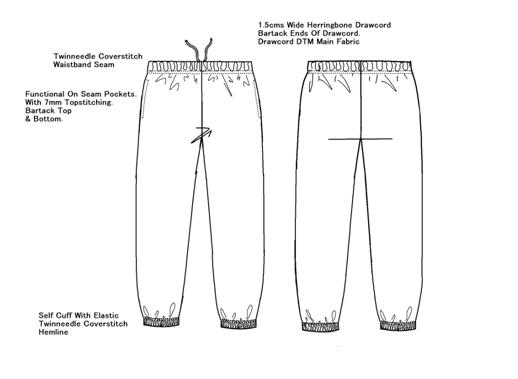 1.5cms Wide Herringbone Drawcord
Bartack Ends Of Drawcord.
Drawcord DTM Main Fabric
Twinneedle Coverstitch
Waistband Seam
Functional On Seam Pockets.
With 7mm Topstitching.
Bartack Top
& Bottom.
Self Cuff With Elastic
Twinneedle Coverstitch
Hemline